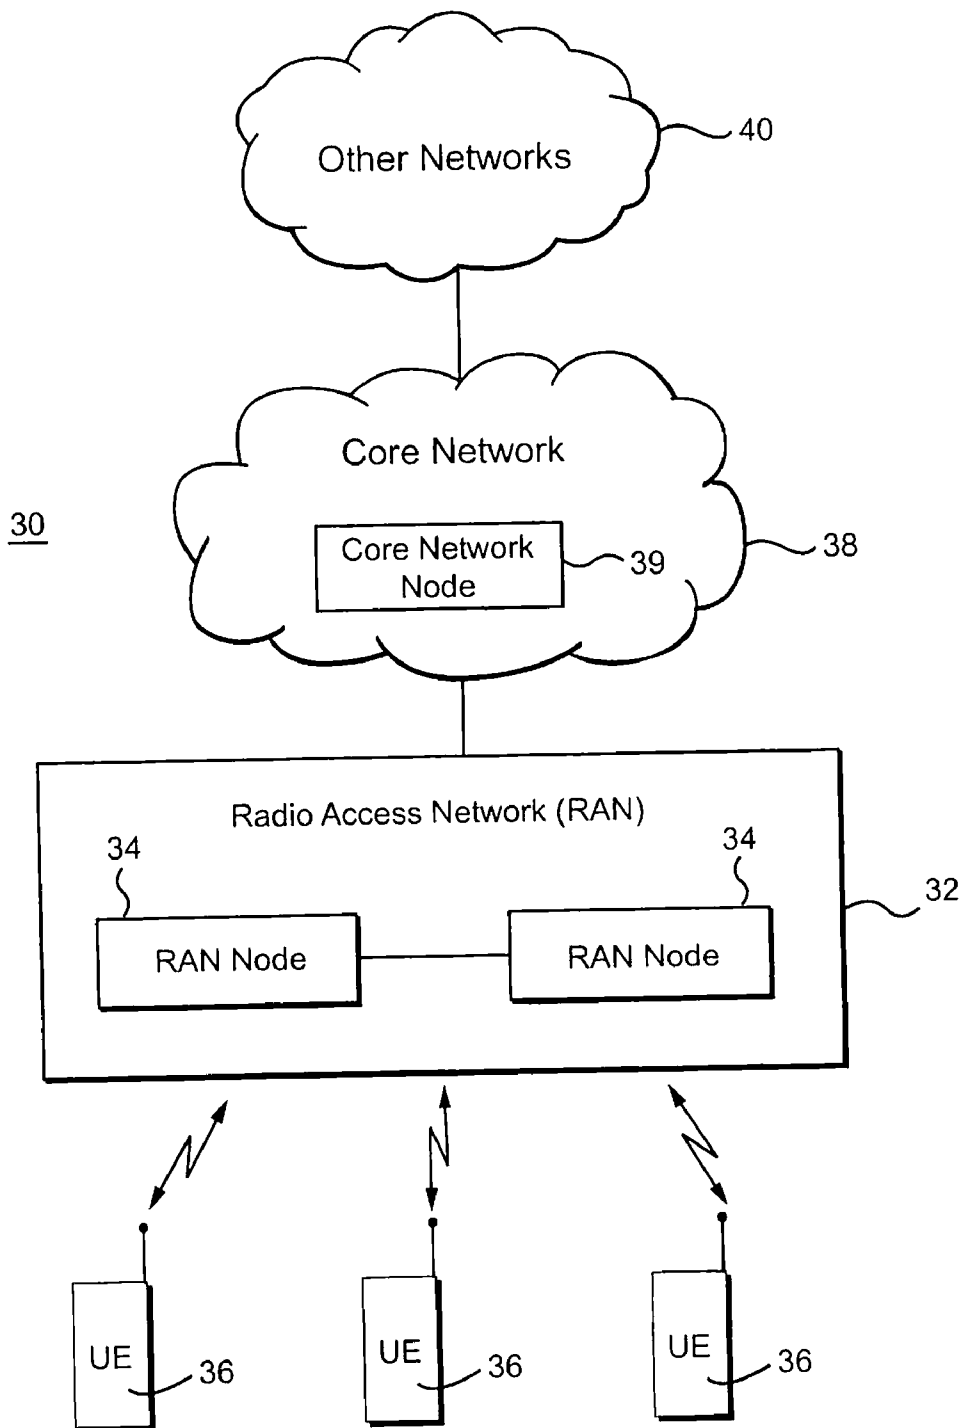 Other Networks
40
Core Network
30
Core Network
Node
39
38
Radio Access Network (RAN)
34
34
32
RAN Node
RAN Node
UE
36
UE
36
UE
36